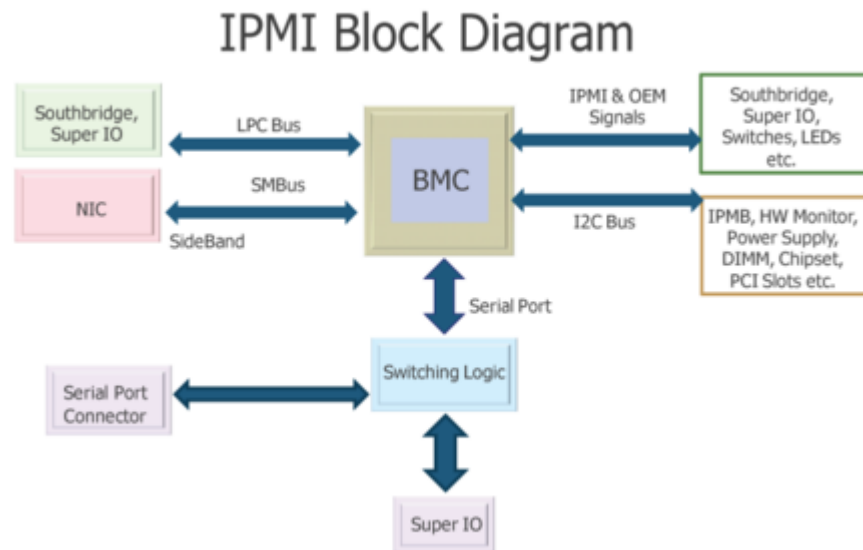 IPMI Block Diagram
Southbridge,
Super IO
LPC Bus
BMC
IPMI & OEM
Signals
Southbridge,
Super IO,
Switches, LEDs
etc.
NIC
SMBus
SideBand
I2C Bus
IPMB, HW Monitor,
Power Supply,
DIMM, Chipset,
PCI Slots etc.
Serial Port
Switching Logic
Serial Port
Connector
Super IO